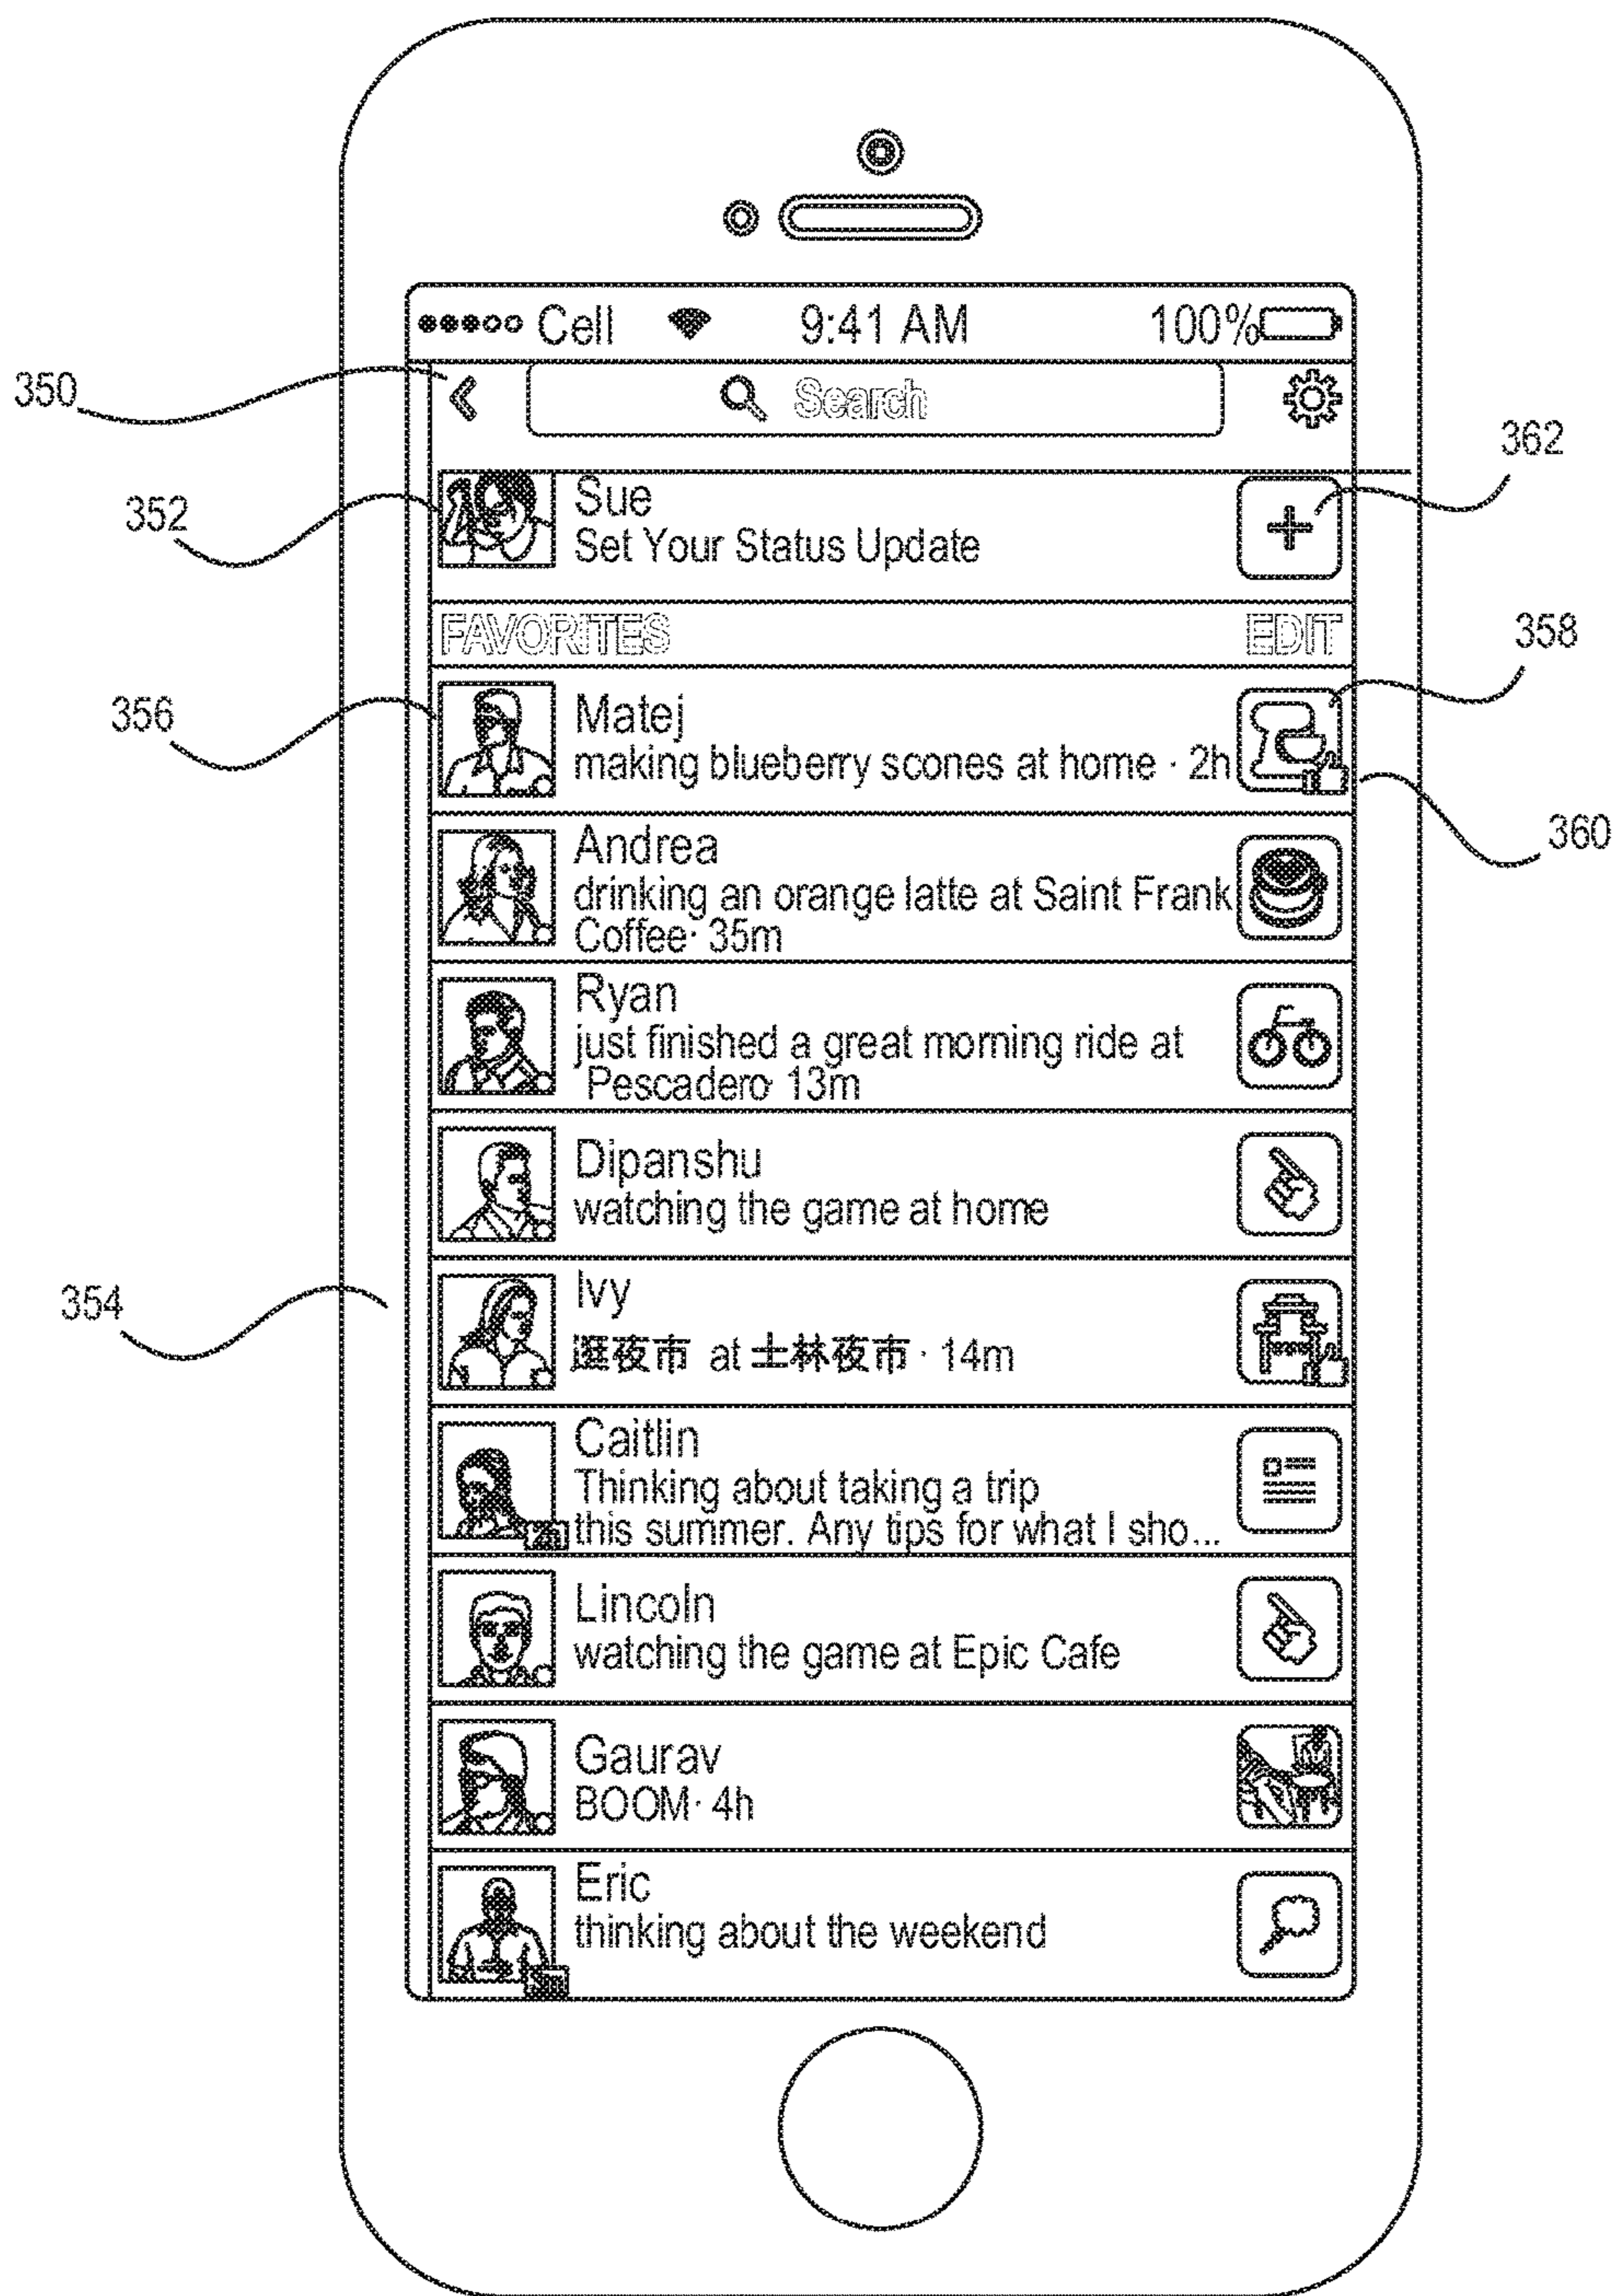 Cell 9:41 AM 100%
350
Search
362
352
Sue
Set Your Status Update
FAVORITES EDIT
358
356
Matej
making blueberry scones at home · 2h
360
Andrea
drinking an orange latte at Saint Frank
Coffee· 35m
Ryan
just finished a great morning ride at
Pescadero· 13m
Dipanshu
watching the game at home
354
Ivy
逛夜市 at 士林夜市 · 14m
Caitlin
Thinking about taking a trip
this summer. Any tips for what I sho...
Lincoln
watching the game at Epic Cafe
Gaurav
BOOM· 4h
Eric
thinking about the weekend